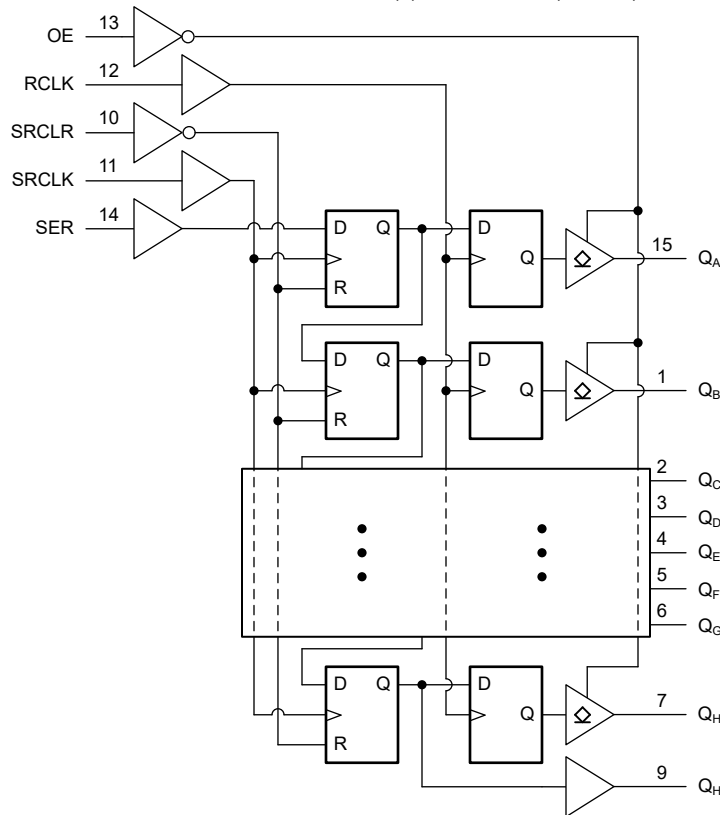 OE 13
RCLK 12
SRCLR 10
SRCLK 11
SER 14
D Q D
Q 15 QA
R
D Q D
Q 1 QB
R
2 QC
3 QD
4 QE
5 QF
6 QG
D Q D
Q 7 QH
R
9 QH